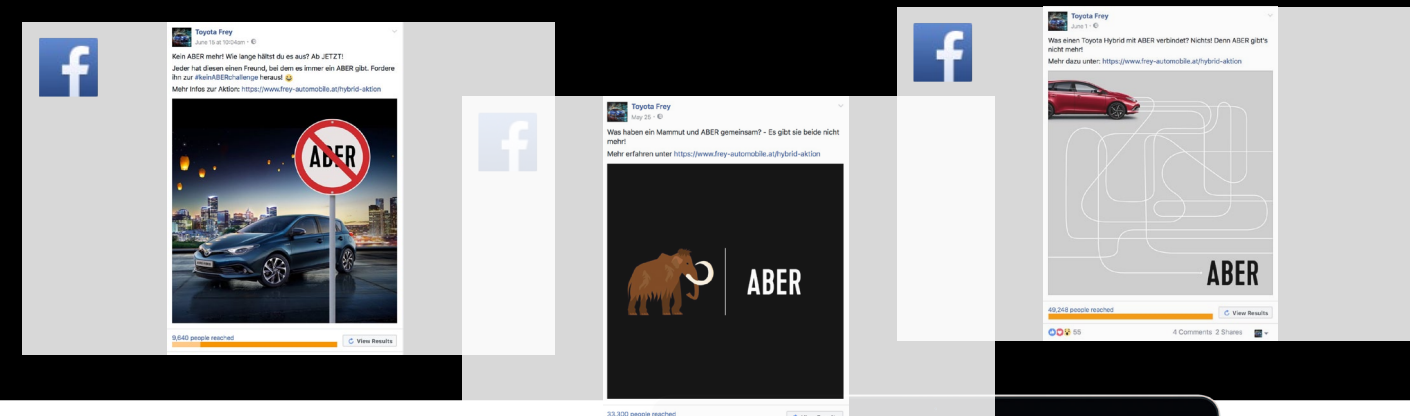 Toyota Frey
June 15 at 10:04am
Kein ABER mehr! Wie lange hältst du es aus? Ab JETZT!
Jeder hat diesen einen Freund, bei dem es immer ein ABER gibt. Fordere
ihn zur #keinABERchallenge heraus!
Mehr Infos zur Aktion: https://www.frey-automobile.at/hybrid-aktion
ABER
9,640 people reached
View Results
Toyota Frey
May 25
Was haben ein Mammut und ABER gemeinsam? - Es gibt sie beide nicht
mehr!
Mehr erfahren unter https://www.frey-automobile.at/hybrid-aktion
ABER
33,300 people reached
Toyota Frey
June 1
Was einen Toyota Hybrid mit ABER verbindet? Nichts! Denn ABER gibt's
nicht mehr!
Mehr dazu unter: https://www.frey-automobile.at/hybrid-aktion
ABER
49,248 people reached
View Results
55
4 Comments 2 Shares